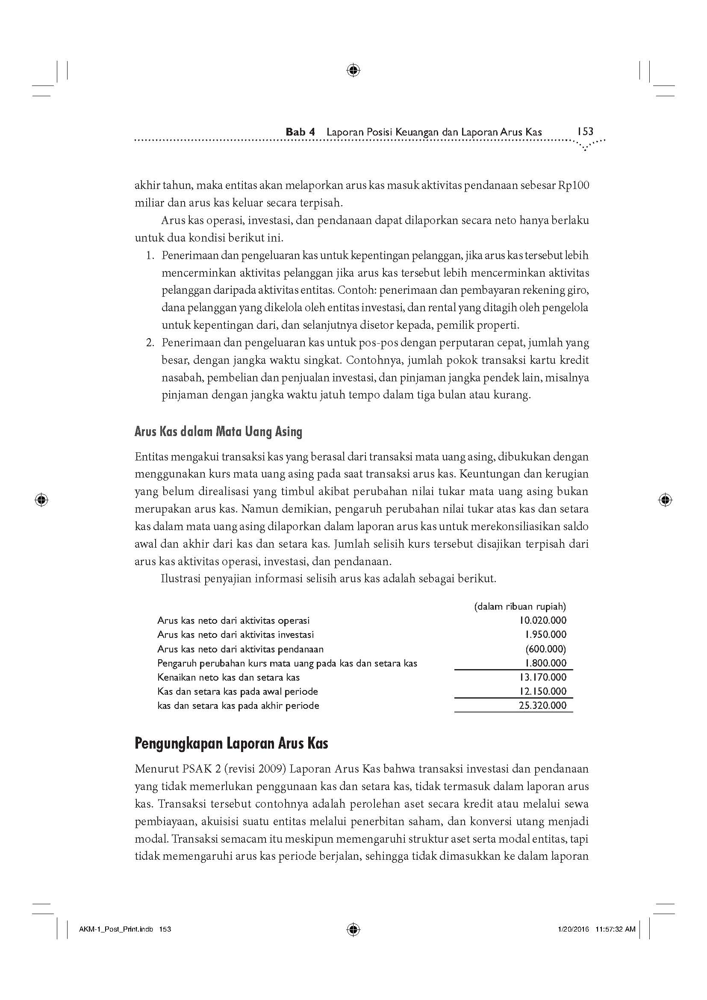 Bab 4 Laporan Posisi Keuangan dan Laporan Arus Kas 153
akhir tahun, maka entitas akan melaporkan arus kas masuk aktivitas pendanaan sebesar Rp100
miliar dan arus kas keluar secara terpisah.
Arus kas operasi, investasi, dan pendanaan dapat dilaporkan secara neto hanya berlaku
untuk dua kondisi berikut ini.
1. Penerimaan dan pengeluaran kas untuk kepentingan pelanggan, jika arus kas tersebut lebih
mencerminkan aktivitas pelanggan jika arus kas tersebut lebih mencerminkan aktivitas
pelanggan daripada aktivitas entitas. Contoh: penerimaan dan pembayaran rekening giro,
dana pelanggan yang dikelola oleh entitas investasi, dan rental yang ditagih oleh pengelola
untuk kepentingan dari, dan selanjutnya disetor kepada, pemilik properti.
2. Penerimaan dan pengeluaran kas untuk pos-pos dengan perputaran cepat, jumlah yang
besar, dengan jangka waktu singkat. Contohnya, jumlah pokok transaksi kartu kredit
nasabah, pembelian dan penjualan investasi, dan pinjaman jangka pendek lain, misalnya
pinjaman dengan jangka waktu jatuh tempo dalam tiga bulan atau kurang.
Arus Kas dalam Mata Uang Asing
Entitas mengakui transaksi kas yang berasal dari transaksi mata uang asing, dibukukan dengan
menggunakan kurs mata uang asing pada saat transaksi arus kas. Keuntungan dan kerugian
yang belum direalisasi yang timbul akibat perubahan nilai tukar mata uang asing bukan
merupakan arus kas. Namun demikian, pengaruh perubahan nilai tukar atas kas dan setara
kas dalam mata uang asing dilaporkan dalam laporan arus kas untuk merekonsiliasikan saldo
awal dan akhir dari kas dan setara kas. Jumlah selisih kurs tersebut disajikan terpisah dari
arus kas aktivitas operasi, investasi, dan pendanaan.
Ilustrasi penyajian informasi selisih arus kas adalah sebagai berikut.
(dalam ribuan rupiah)
Arus kas neto dari aktivitas operasi 10.020.000
Arus kas neto dari aktivitas investasi 1.950.000
Arus kas neto dari aktivitas pendanaan (600.000)
Pengaruh perubahan kurs mata uang pada kas dan setara kas 1.800.000
Kenaikan neto kas dan setara kas 13.170.000
Kas dan setara kas pada awal periode 12.150.000
kas dan setara kas pada akhir periode 25.320.000
Pengungkapan Laporan Arus Kas
Menurut PSAK 2 (revisi 2009) Laporan Arus Kas bahwa transaksi investasi dan pendanaan
yang tidak memerlukan penggunaan kas dan setara kas, tidak termasuk dalam laporan arus
kas. Transaksi tersebut contohnya adalah perolehan aset secara kredit atau melalui sewa
pembiayaan, akuisisi suatu entitas melalui penerbitan saham, dan konversi utang menjadi
modal. Transaksi semacam itu meskipun memengaruhi struktur aset serta modal entitas, tapi
tidak memengaruhi arus kas periode berjalan, sehingga tidak dimasukkan ke dalam laporan
AKM-1_Post_Print.indb 153 1/20/2016 11:57:32 AM